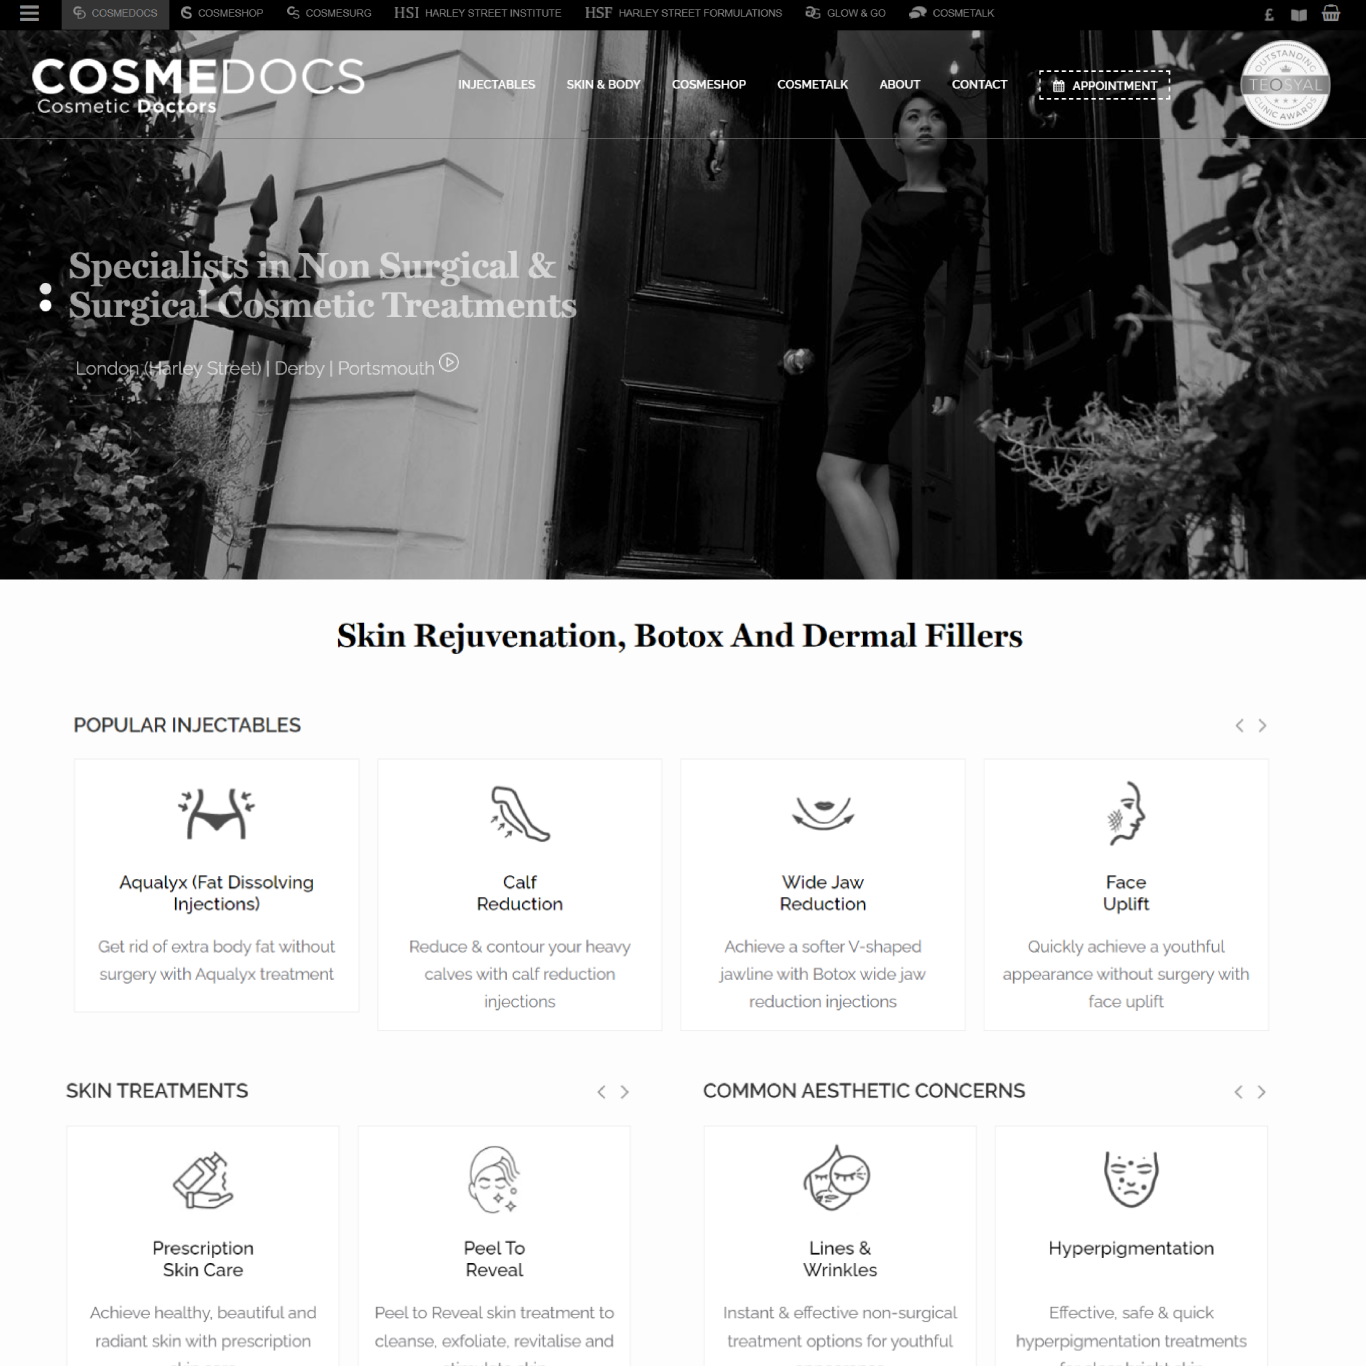 COSMEDOCS
COSMESHOP
COSMESURG
HSI HARLEY STREET INSTITUTE
HSF HARLEY STREET FORMULATIONS
GLOW & GO
COSMETALK
£
COSMEDOCS
Cosmetic Doctors
INJECTABLES
SKIN & BODY
COSMESHOP
COSMETALK
ABOUT
CONTACT
APPOINTMENT
OUTSTANDING
TEOSYAL
CLINIC AWARDS
Specialists in Non Surgical &
Surgical Cosmetic Treatments
London (Harley Street) | Derby | Portsmouth
Skin Rejuvenation, Botox And Dermal Fillers
POPULAR INJECTABLES
Aqualyx (Fat Dissolving
Injections)
Get rid of extra body fat without
surgery with Aqualyx treatment
Calf
Reduction
Reduce & contour your heavy
calves with calf reduction
injections
Wide Jaw
Reduction
Achieve a softer V-shaped
jawline with Botox wide jaw
reduction injections
Face
Uplift
Quickly achieve a youthful
appearance without surgery with
face uplift
SKIN TREATMENTS
Prescription
Skin Care
Achieve healthy, beautiful and
radiant skin with prescription
Peel To
Reveal
Peel to Reveal skin treatment to
cleanse, exfoliate, revitalise and
COMMON AESTHETIC CONCERNS
Lines &
Wrinkles
Instant & effective non-surgical
treatment options for youthful
Hyperpigmentation
Effective, safe & quick
hyperpigmentation treatments